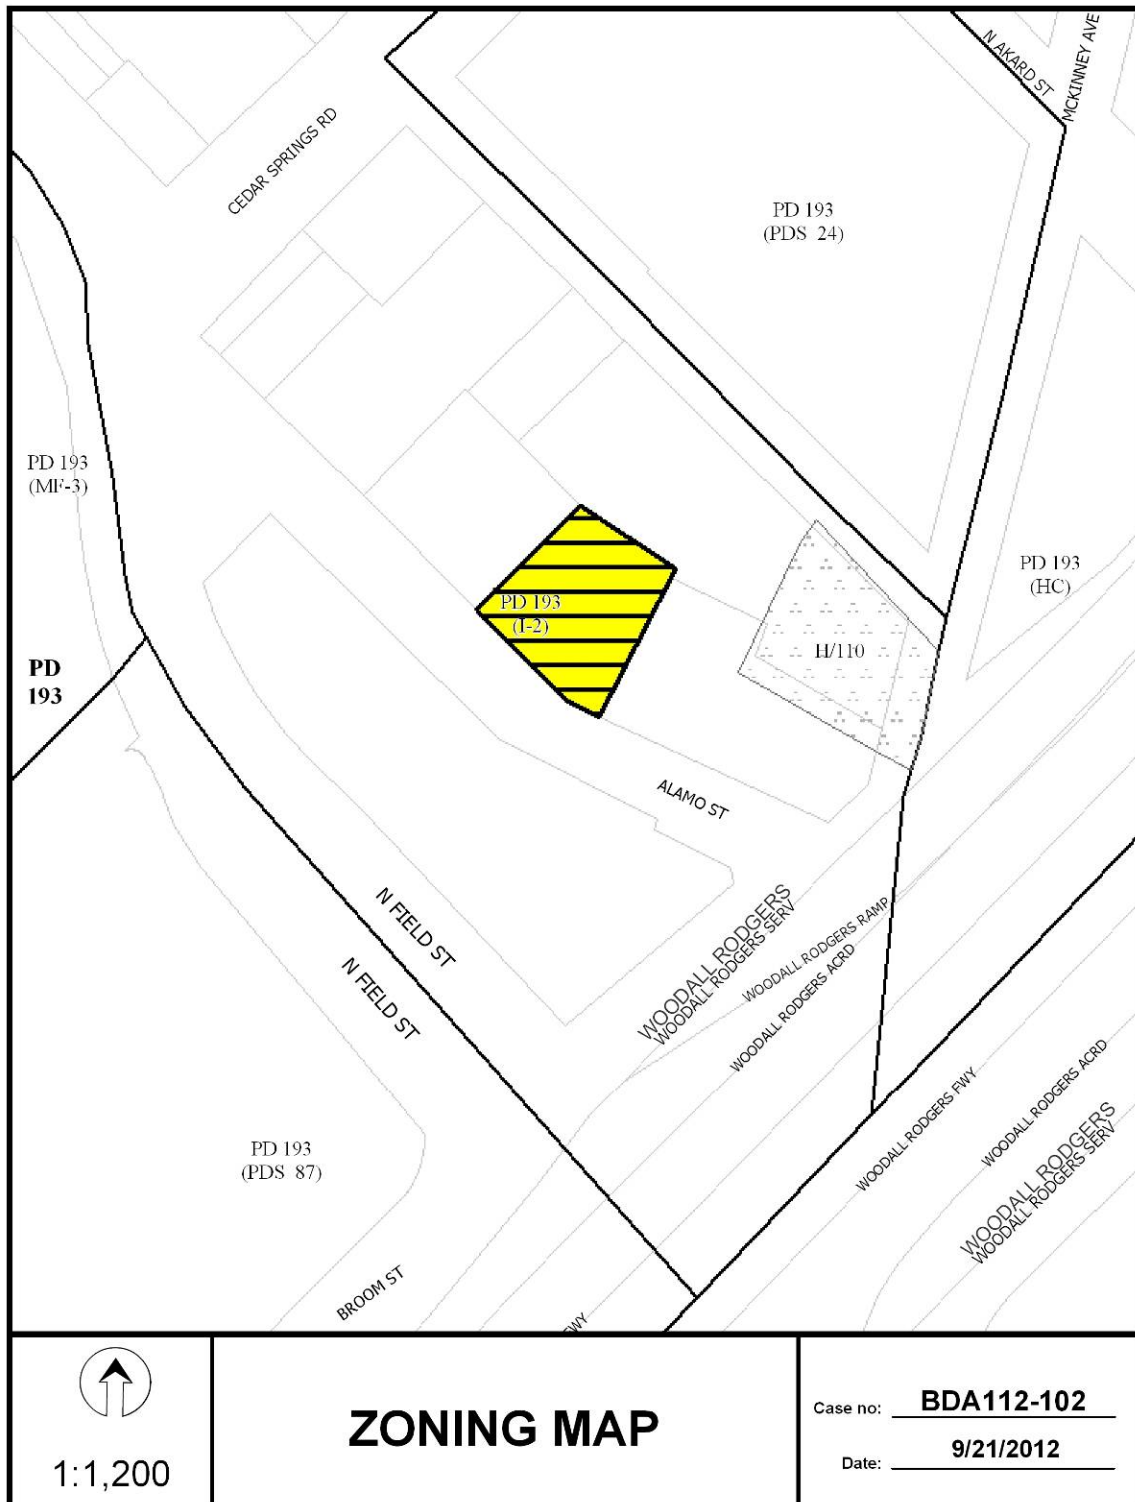 N AKARD ST
MCKINNEY AVE
CEDAR SPRINGS RD
PD 193
(PDS 24)
PD 193
(MF-3)
PD 193
(HC)
PD 193
(I-2)
H/110
PD
193
ALAMO ST
N FIELD ST
N FIELD ST
WOODALL RODGERS
WOODALL RODGERS SERV
WOODALL RODGERS RAMP
WOODALL RODGERS ACRD
WOODALL RODGERS FWY
WOODALL RODGERS ACRD
WOODALL RODGERS
WOODALL RODGERS SERV
PD 193
(PDS 87)
BROOM ST
FWY
1:1,200
ZONING MAP
Case no: BDA112-102
Date: 9/21/2012